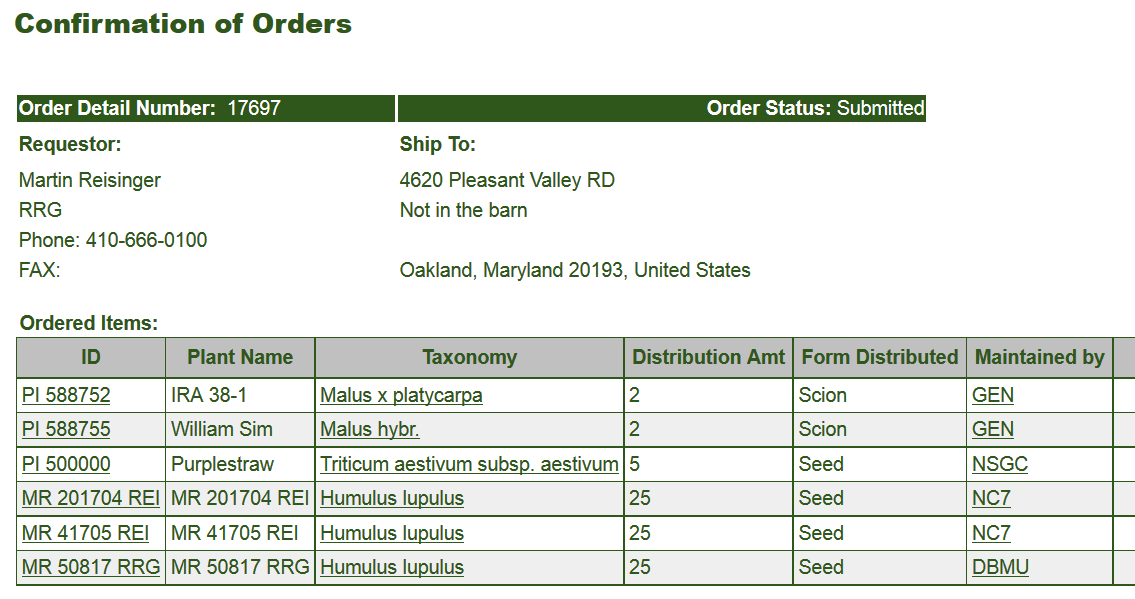 Confirmation of Orders
Order Detail Number: 17697 Order Status: Submitted
Requestor: Ship To:
Martin Reisinger 4620 Pleasant Valley RD
RRG Not in the barn
Phone: 410-666-0100
FAX: Oakland, Maryland 20193, United States
Ordered Items:
ID Plant Name Taxonomy Distribution Amt Form Distributed Maintained by
PI 588752 IRA 38-1 Malus x platycarpa 2 Scion GEN
PI 588755 William Sim Malus hybr. 2 Scion GEN
PI 500000 Purplestraw Triticum aestivum subsp. aestivum 5 Seed NSGC
MR 201704 REI MR 201704 REI Humulus lupulus 25 Seed NC7
MR 41705 REI MR 41705 REI Humulus lupulus 25 Seed NC7
MR 50817 RRG MR 50817 RRG Humulus lupulus 25 Seed DBMU